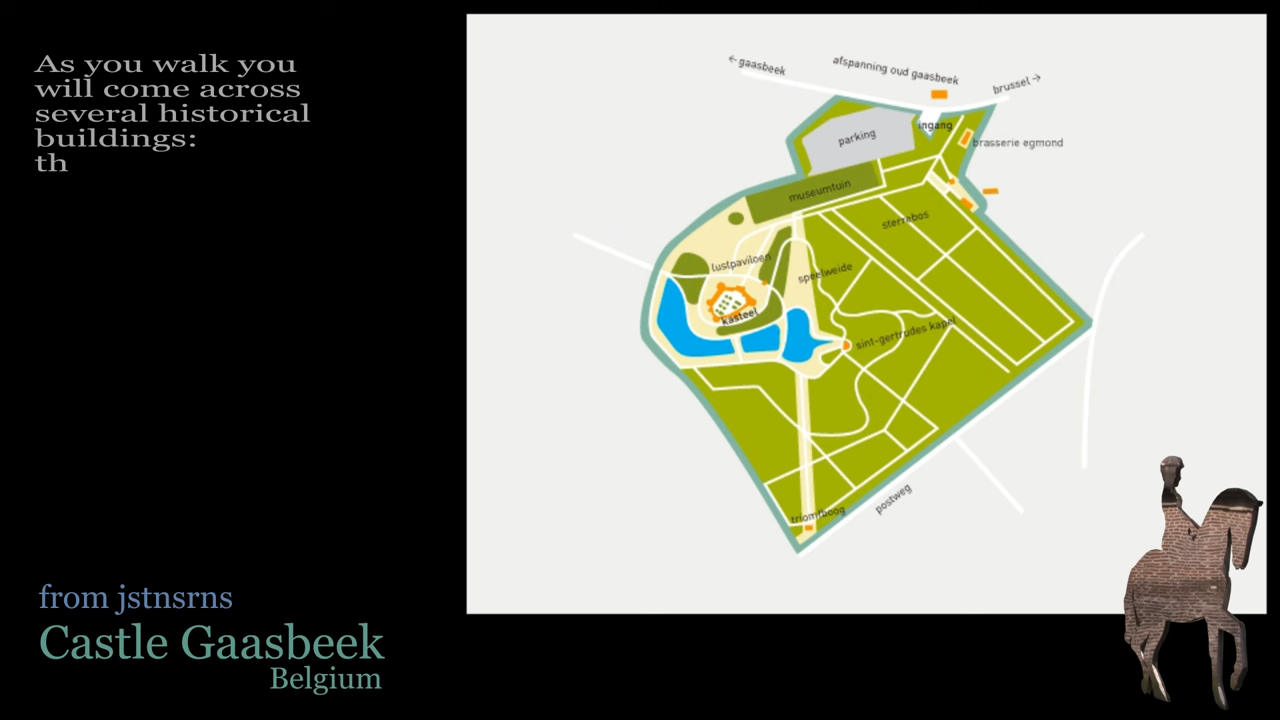 As you walk you
will come across
several historical
buildings:
th
← gaasbeek
afspanning oud gaasbeek
brussel →
ingang
parking
brasserie egmond
museumtuin
sterrebos
lustpaviloen
speelweide
kasteel
sint-gertrudes kapel
triomfboog
postweg
from jstnsrns
Castle Gaasbeek
Belgium